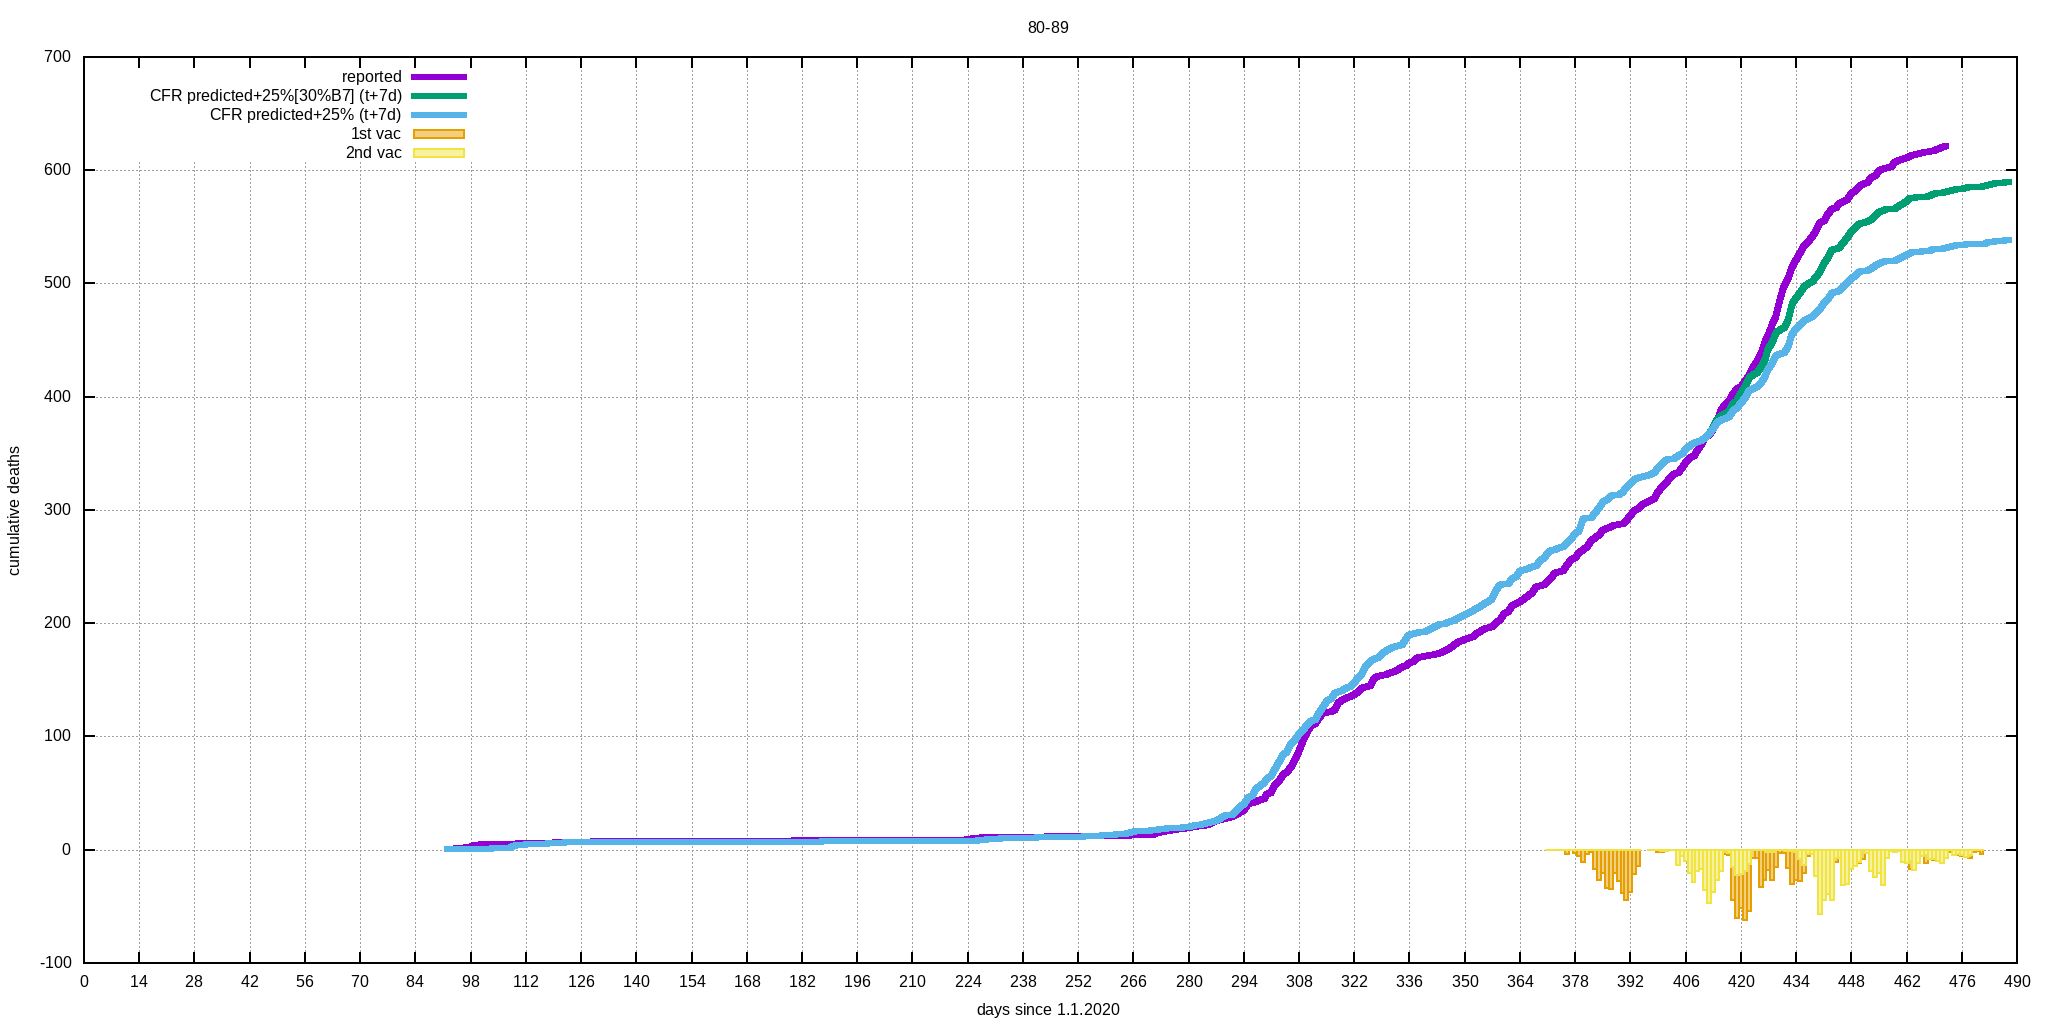 80-89
700
reported
CFR predicted+25%[30%B7] (t+7d)
CFR predicted+25% (t+7d)
1st vac
2nd vac
600
500
400
300
200
100
0
-100
cumulative deaths
0 14 28 42 56 70 84 98 112 126 140 154 168 182 196 210 224 238 252 266 280 294 308 322 336 350 364 378 392 406 420 434 448 462 476 490
days since 1.1.2020